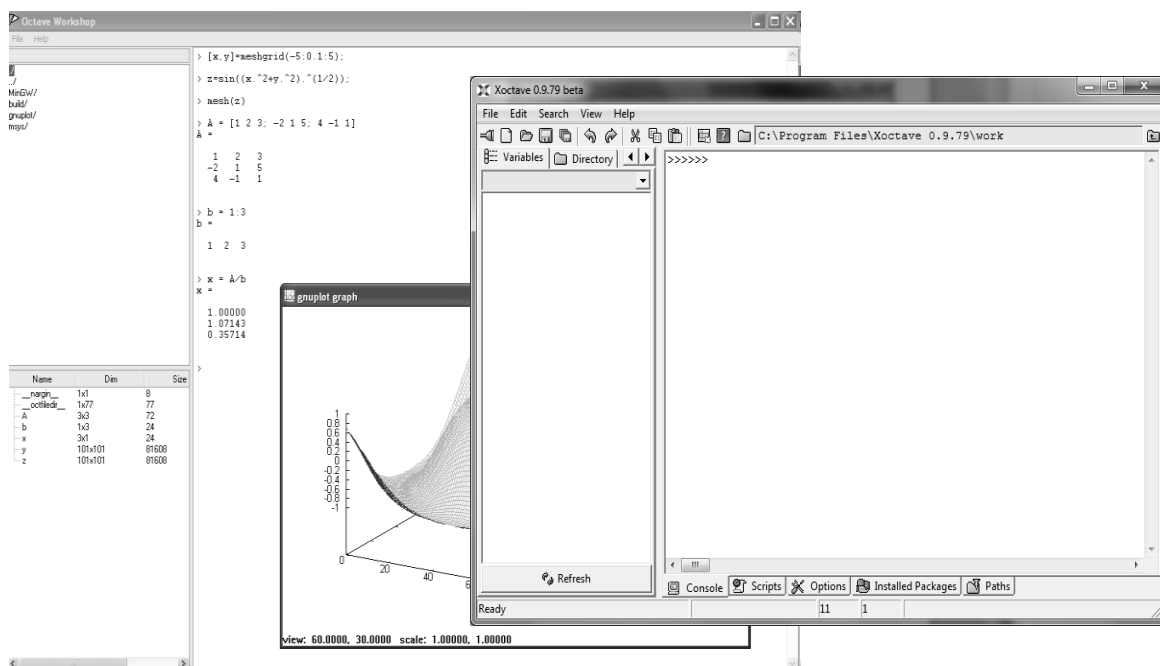 Octave Workshop
File Help
/
../
MinGW/
build/
gnuplot/
msys/
> [x,y]=meshgrid(-5:0.1:5);
> z=sin((x.^2+y.^2).^(1/2));
> mesh(z)
> A = [1 2 3; -2 1 5; 4 -1 1]
A =
1 2 3
-2 1 5
4 -1 1
> b = 1:3
b =
1 2 3
> x = A/b
x =
1.00000
1.07143
0.35714
>
Name Dim Size
__nargin__ 1x1 8
__octfiledir__ 1x77 77
A 3x3 72
b 1x3 24
x 3x1 24
y 101x101 81608
z 101x101 81608
gnuplot graph
1
0.8
0.6
0.4
0.2
0
-0.2
-0.4
-0.6
-0.8
-1
0 20 40
view: 60.0000, 30.0000 scale: 1.00000, 1.00000
Xoctave 0.9.79 beta
File Edit Search View Help
C:\Program Files\Xoctave 0.9.79\work
Variables Directory
>>>>>>
Refresh
Console Scripts Options Installed Packages Paths
Ready 11 1